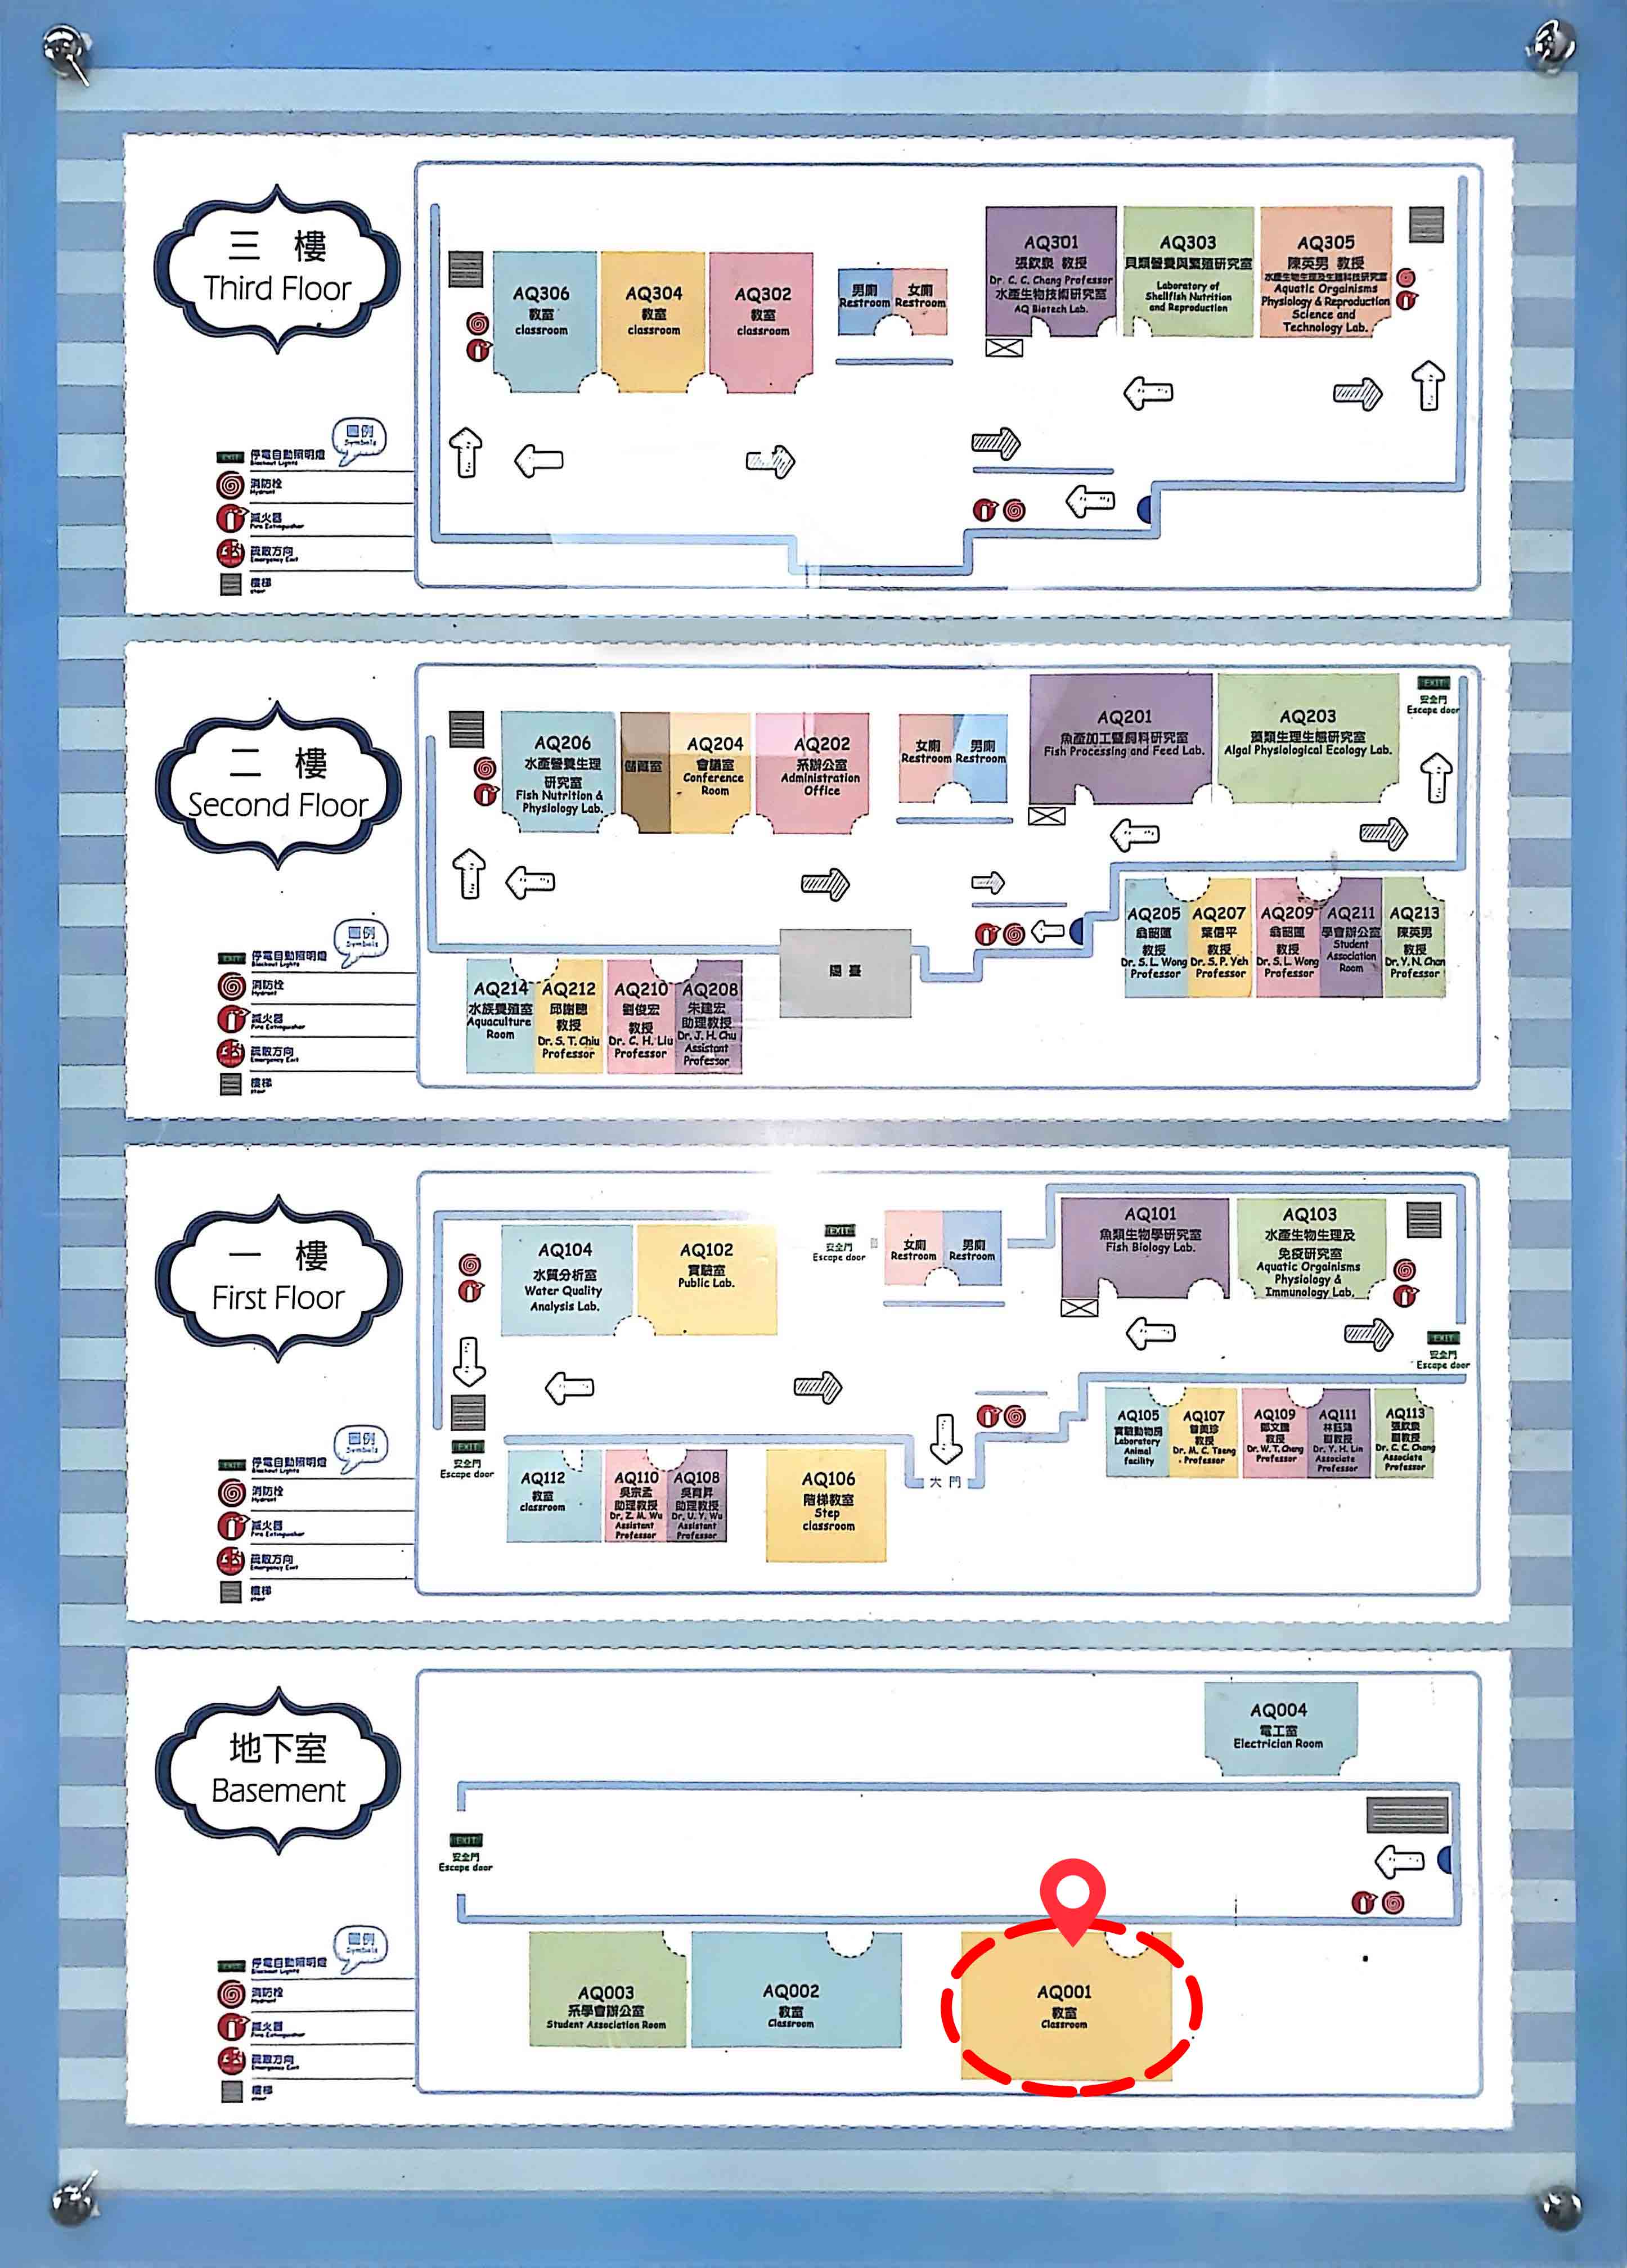 三 樓
Third Floor
AQ306
教室
classroom
AQ304
教室
classroom
AQ302
教室
classroom
男廁
Restroom
女廁
Restroom
AQ301
張欽泉 教授
Dr. C. C. Chang Professor
水產生物技術研究室
AQ Biotech Lab.
AQ303
貝類營養與繁殖研究室
Laboratory of
Shellfish Nutrition
and Reproduction
AQ305
陳英男 教授
水產生物生理及生殖科技研究室
Aquatic Orgainisms
Physiology & Reproduction
Science and
Technology Lab.
圖例
Symbols
EXIT
停電自動照明燈
Blackout Lights
消防栓
Hydrant
滅火器
Fire Extinguisher
疏散方向
樓梯
二 樓
Second Floor
AQ206
水產營養生理
研究室
Fish Nutrition &
Physiology Lab.
儲藏室
AQ204
會議室
Conference
Room
AQ202
系辦公室
Administration
Office
女廁
Restroom
男廁
Restroom
AQ201
魚產加工暨飼料研究室
Fish Processing and Feed Lab.
AQ203
藻類生理生態研究室
Algal Physiological Ecology Lab.
EXIT
安全門
Escape door
AQ205
翁韶蓮
教授
Dr. S. L. Wong
Professor
AQ207
葉信平
教授
Dr. S. P. Yeh
Professor
AQ209
翁韶蓮
教授
Dr. S. L. Wong
Professor
AQ211
學會辦公室
Student
Association
Room
AQ213
陳英男
教授
Dr. Y. N. Chen
Professor
陽 臺
AQ214
水族養殖室
Aquaculture
Room
AQ212
邱謝聰
教授
Dr. S. T. Chiu
Professor
AQ210
劉俊宏
教授
Dr. C. H. Liu
Professor
AQ208
朱建宏
助理教授
Dr. J. H. Chu
Assistant
Professor
圖例
Symbols
EXIT
停電自動照明燈
Blackout Lights
消防栓
Hydrant
滅火器
Fire Extinguisher
疏散方向
樓梯
一 樓
First Floor
AQ104
水質分析室
Water Quality
Analysis Lab.
AQ102
實驗室
Public Lab.
EXIT
安全門
Escape door
女廁
Restroom
男廁
Restroom
AQ101
魚類生物學研究室
Fish Biology Lab.
AQ103
水產生物生理及
免疫研究室
Aquatic Orgainisms
Physiology &
Immunology Lab.
EXIT
安全門
Escape door
EXIT
安全門
Escape door
大 門
AQ105
實驗動物房
Laboratory
Animal
facility
AQ107
曾美珍
教授
Dr. M. C. Tseng
Professor
AQ109
鄭文騰
教授
Dr. W. T. Cheng
Professor
AQ111
副教授
Dr. Y. H. Lin
Associate
Professor
AQ113
張欽泉
副教授
Dr. C. C. Chang
Associate
Professor
AQ112
教室
classroom
AQ110
吳宗孟
助理教授
Dr. Z. M. Wu
Assistant
Professor
AQ108
吳育昇
助理教授
Dr. U. Y. Wu
Assistant
Professor
AQ106
階梯教室
Step
classroom
圖例
Symbols
EXIT
停電自動照明燈
Blackout Lights
消防栓
Hydrant
滅火器
Fire Extinguisher
疏散方向
樓梯
地下室
Basement
AQ004
電工室
Electrician Room
EXIT
安全門
Escape door
AQ003
系學會辦公室
Student Association Room
AQ002
教室
Classroom
AQ001
教室
Classroom
圖例
Symbols
EXIT
停電自動照明燈
Blackout Lights
消防栓
Hydrant
滅火器
Fire Extinguisher
疏散方向
樓梯